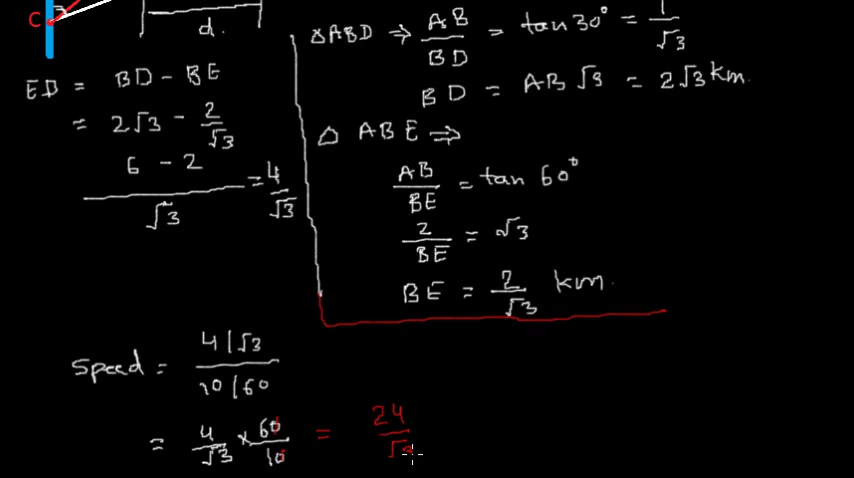 C
d.
ED = BD - BE
= 2√3 - 2/√3
6 - 2 / √3 = 4/√3
△ABD ⇒ AB/BD = tan 30° = 1/√3
BD = AB√3 = 2√3 km.
△ ABE ⇒
AB/BE = tan 60°
2/BE = √3
BE = 2/√3 km.
Speed = 4/√3 / 10/60
= 4/√3 × 60/10 = 24/√3